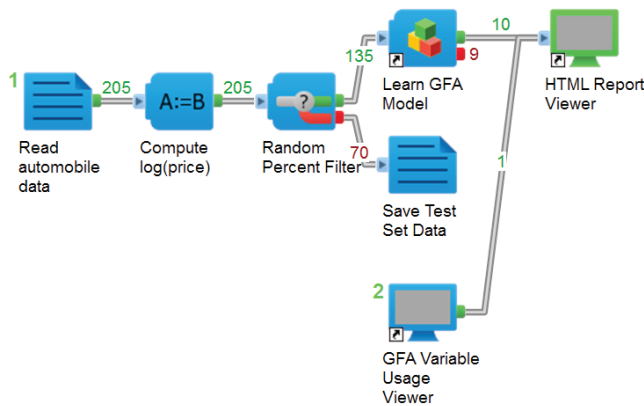 1
205
A:=B
205
?
135
70
9
10
1
2
Read
automobile
data
Compute
log(price)
Random
Percent Filter
Learn GFA
Model
HTML Report
Viewer
Save Test
Set Data
GFA Variable
Usage
Viewer